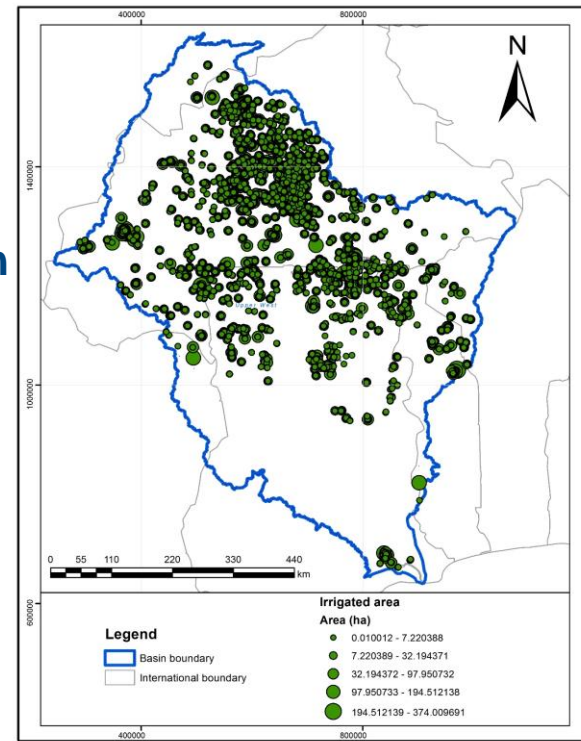 400000 800000
N
1400000
n
Upper West
1000000
0 55 110 220 330 440
km
600000
Legend
Basin boundary
International boundary
Irrigated area
Area (ha)
0.010012 - 7.220388
7.220389 - 32.194371
32.194372 - 97.950732
97.950733 - 194.512138
194.512139 - 374.009691
400000 800000